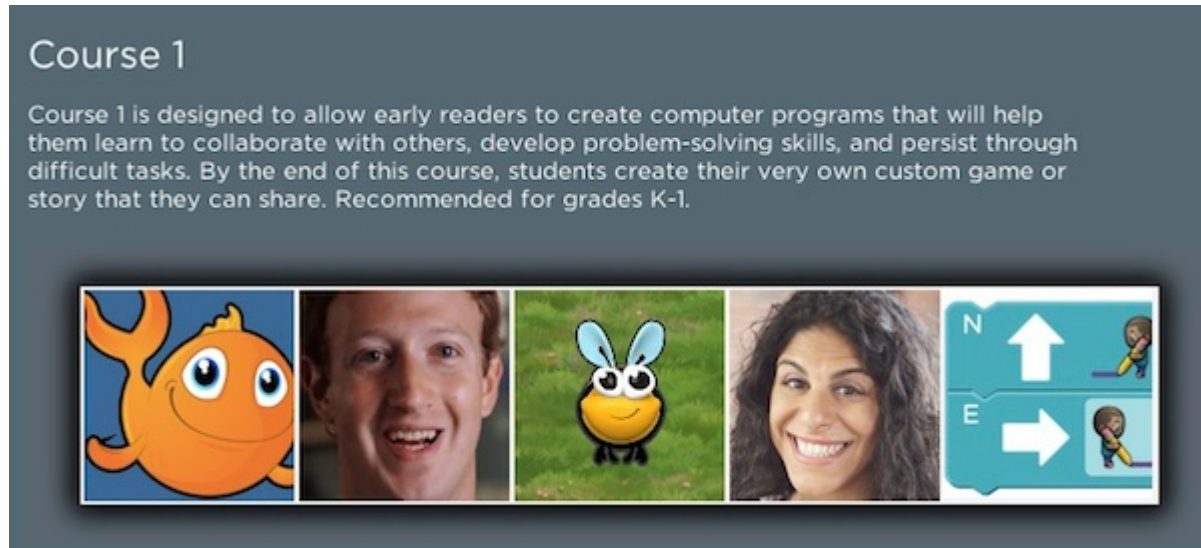 Course 1
Course 1 is designed to allow early readers to create computer programs that will help
them learn to collaborate with others, develop problem-solving skills, and persist through
difficult tasks. By the end of this course, students create their very own custom game or
story that they can share. Recommended for grades K-1.
N
E